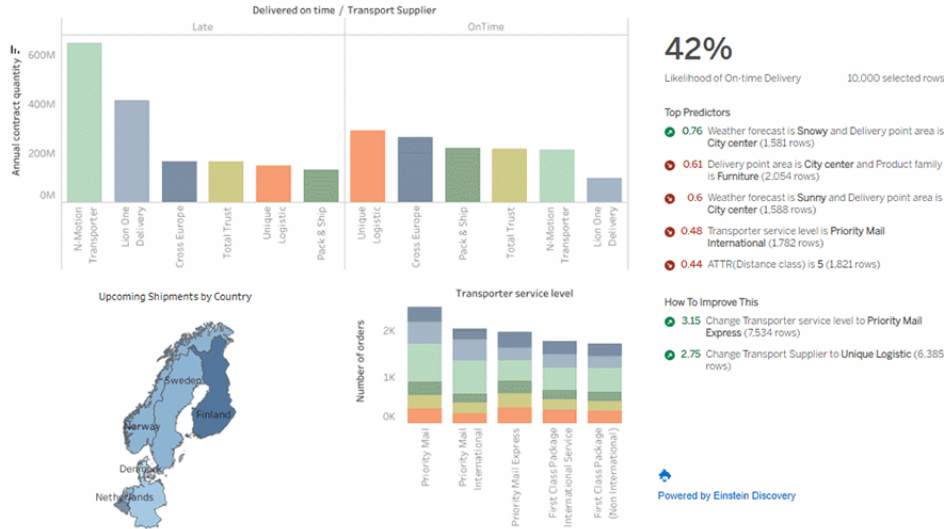 Delivered on time / Transport Supplier
Late
OnTime
Annual contract quantity
600M
400M
200M
0M
N-Motion
Transporter
Lion One
Delivery
Cross Europe
Total Trust
Unique
Logistic
Pack & Ship
Unique
Logistic
Cross Europe
Pack & Ship
Total Trust
N-Motion
Transporter
Lion One
Delivery
42%
Likelihood of On-time Delivery
10,000 selected rows
Top Predictors
0.76 Weather forecast is Snowy and Delivery point area is
City center (1,581 rows)
0.61 Delivery point area is City center and Product family
is Furniture (2,054 rows)
0.6 Weather forecast is Sunny and Delivery point area is
City center (1,588 rows)
0.48 Transporter service level is Priority Mail
International (1,782 rows)
0.44 ATTR(Distance class) is 5 (1,821 rows)
How To Improve This
3.15 Change Transporter service level to Priority Mail
Express (7,534 rows)
2.75 Change Transport Supplier to Unique Logistic (6,385
rows)
Powered by Einstein Discovery
Upcoming Shipments by Country
Sweden
Finland
Norway
Denmark
Netherlands
Transporter service level
Number of orders
2K
1K
0K
Priority Mail
Priority Mail
International
Priority Mail Express
First Class Package
International Service
First Class Package
(Non International)